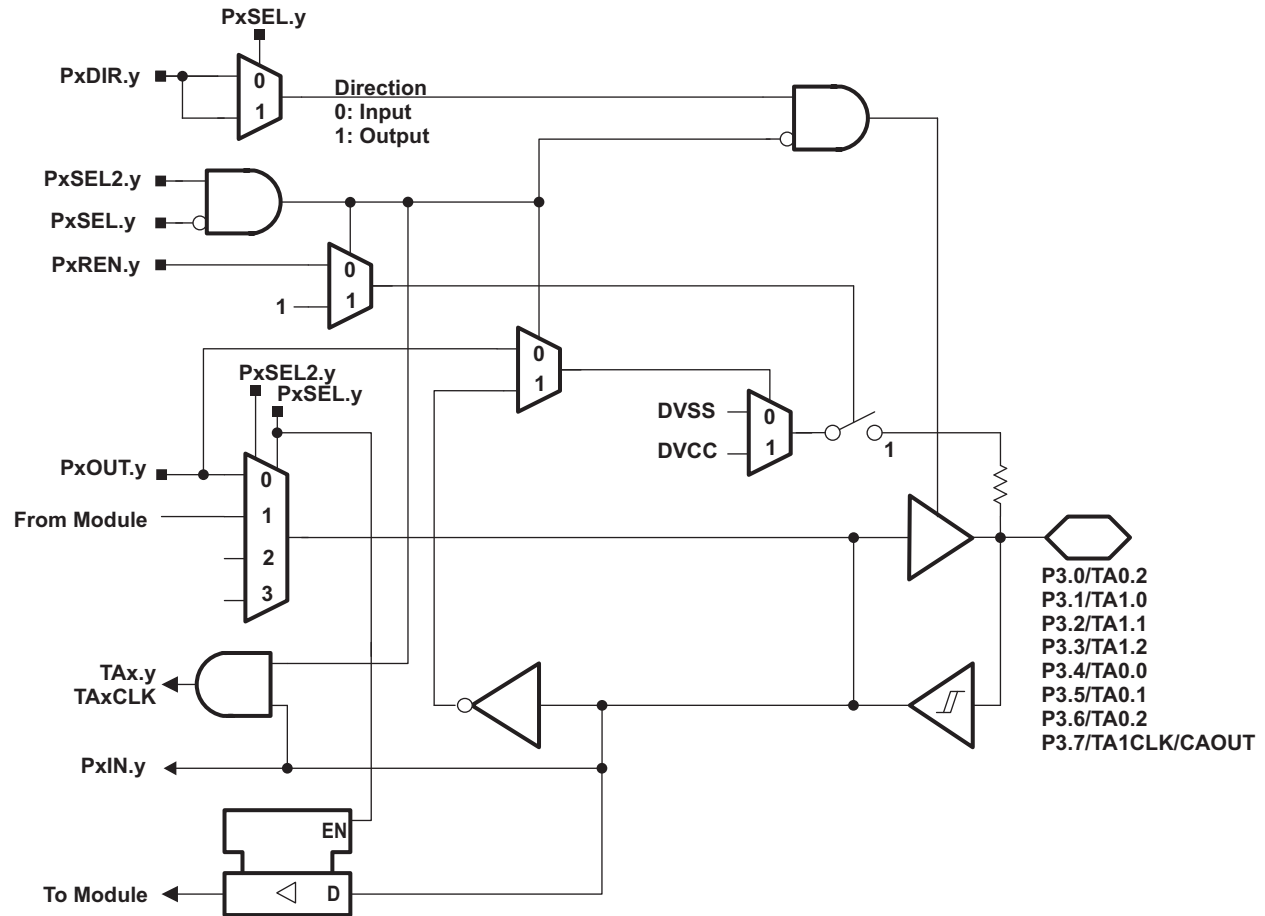 PxSEL.y
PxDIR.y
0
1
Direction
0: Input
1: Output
PxSEL2.y
PxSEL.y
PxREN.y
0
1
1
0
1
PxSEL2.y
PxSEL.y
DVSS
DVCC
0
1
1
PxOUT.y
From Module
0
1
2
3
P3.0/TA0.2
P3.1/TA1.0
P3.2/TA1.1
P3.3/TA1.2
P3.4/TA0.0
P3.5/TA0.1
P3.6/TA0.2
P3.7/TA1CLK/CAOUT
TAx.y
TAxCLK
PxIN.y
EN
To Module
D